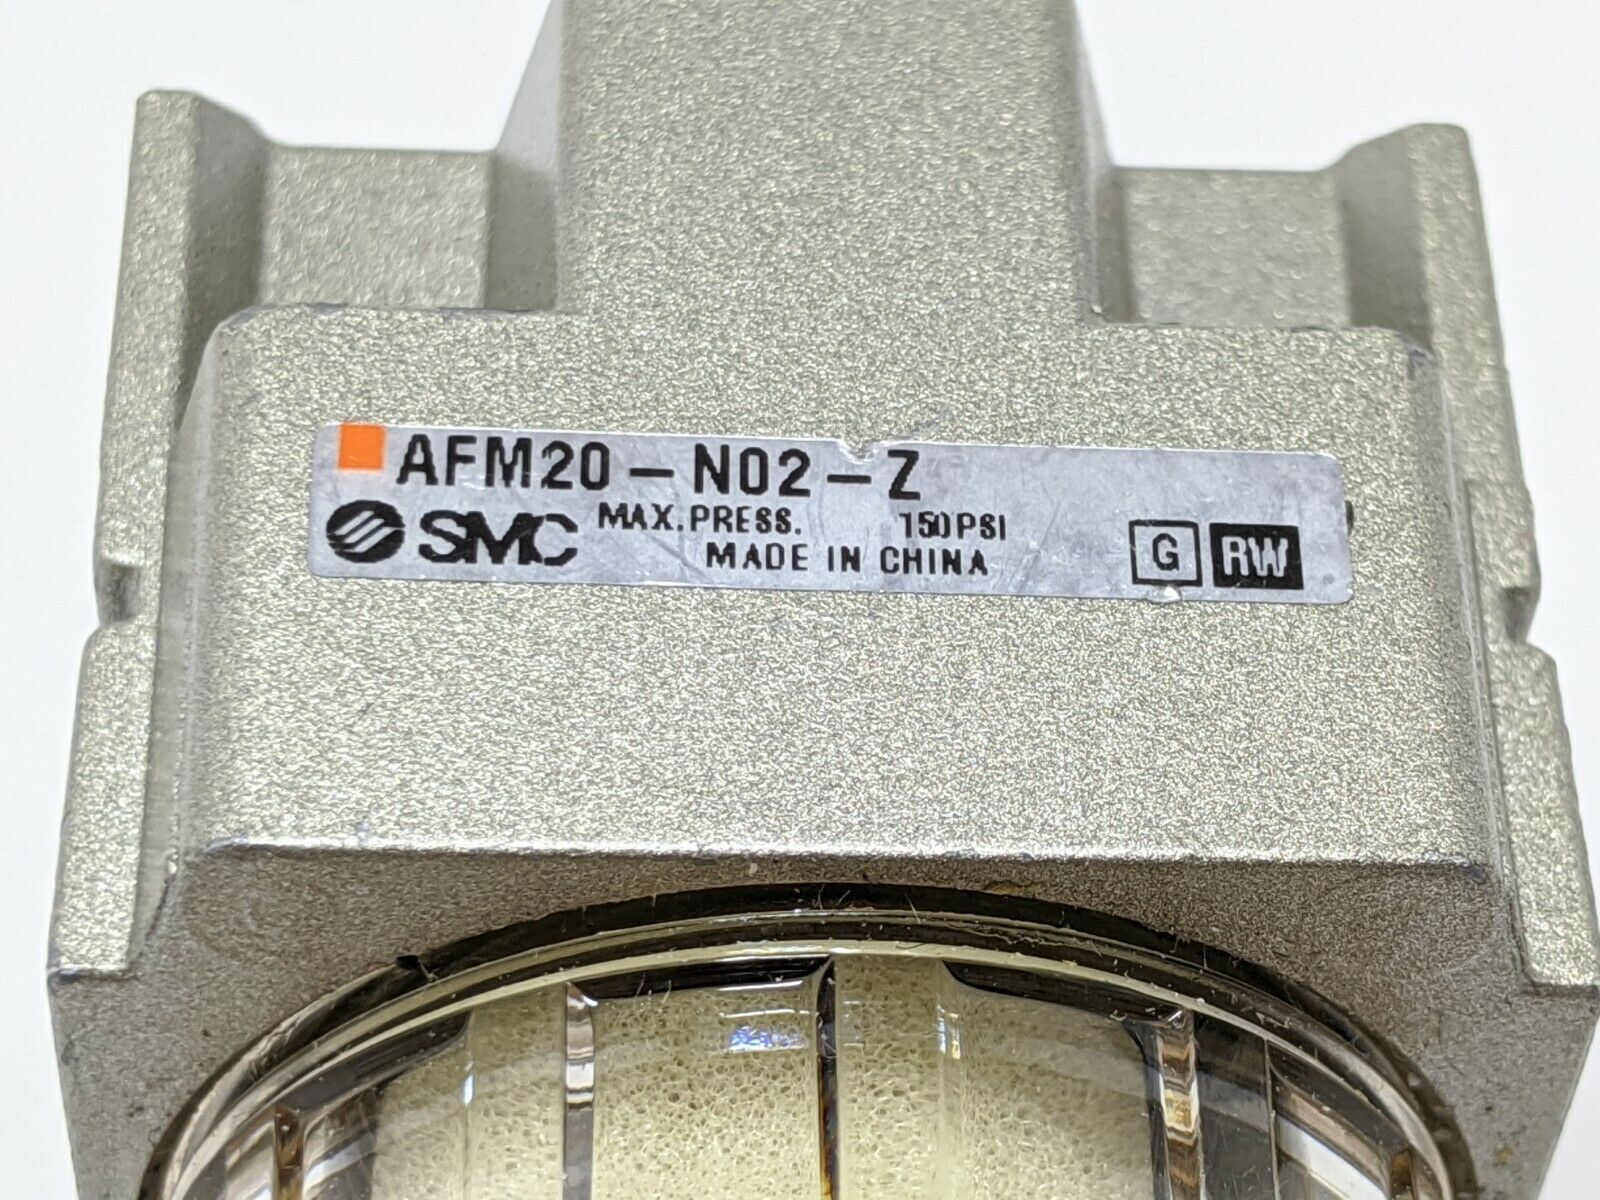 AFM20-N02-Z
SMC MAX.PRESS. 150PSI
MADE IN CHINA G RW